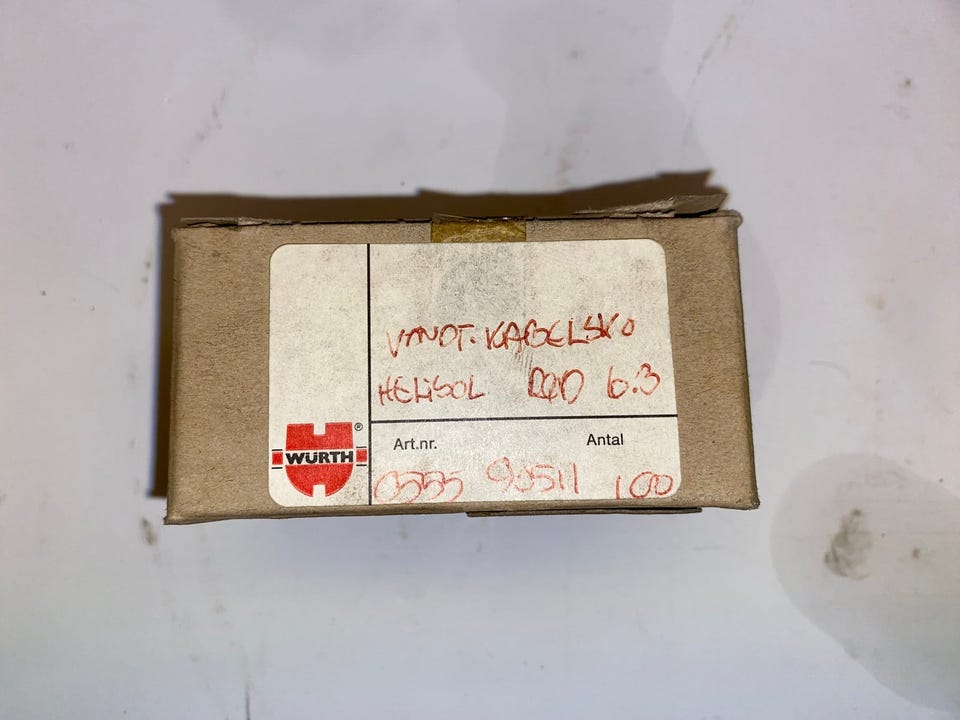 VANDT.KABELSKO
HELISOL RØD 6.3
WÜRTH®
Art.nr. Antal
0555 90511 100